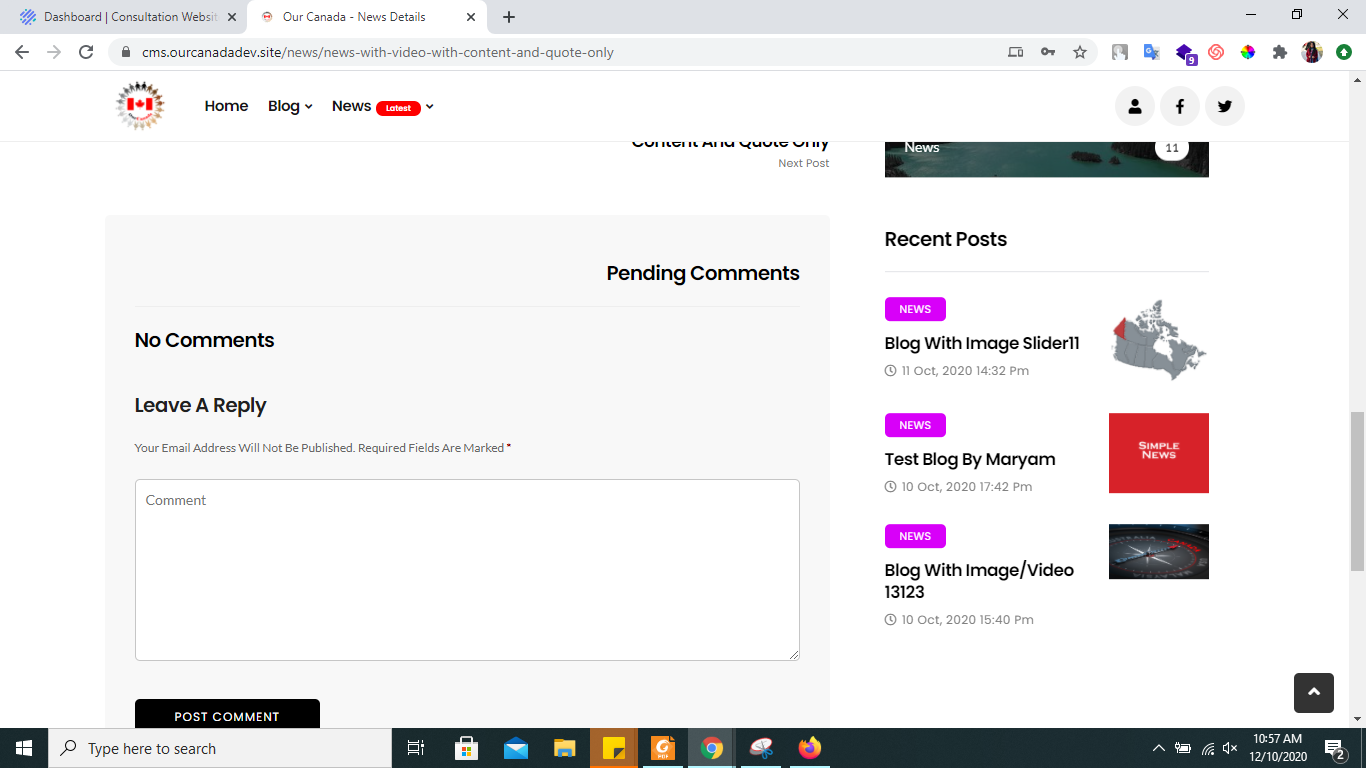 Dashboard | Consultation Websit
Our Canada - News Details
cms.ourcanadadev.site/news/news-with-video-with-content-and-quote-only
9
Home
Blog
News
Latest
Content And Quote Only
Next Post
News
11
Pending Comments
No Comments
Leave A Reply
Your Email Address Will Not Be Published. Required Fields Are Marked *
Comment
POST COMMENT
Recent Posts
NEWS
Blog With Image Slider11
11 Oct, 2020 14:32 Pm
NEWS
Test Blog By Maryam
10 Oct, 2020 17:42 Pm
SIMPLE
NEWS
NEWS
Blog With Image/Video
13123
10 Oct, 2020 15:40 Pm
Type here to search
PDF
10:57 AM
12/10/2020
2